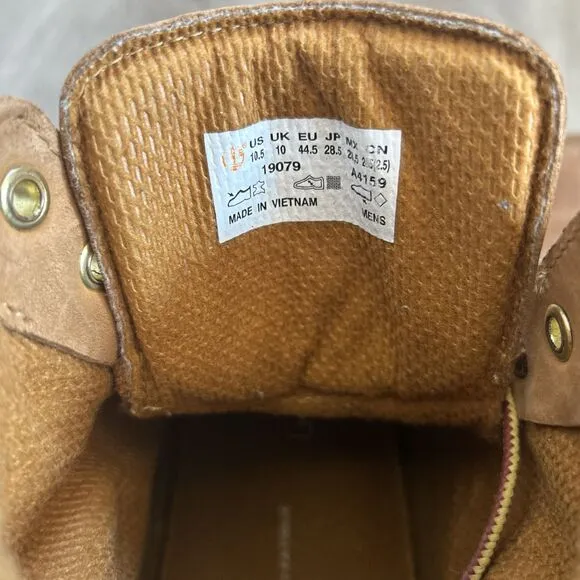 US UK EU JP MX CN
10.5 10 44.5 28.5
19079 A4159
MADE IN VIETNAM MENS